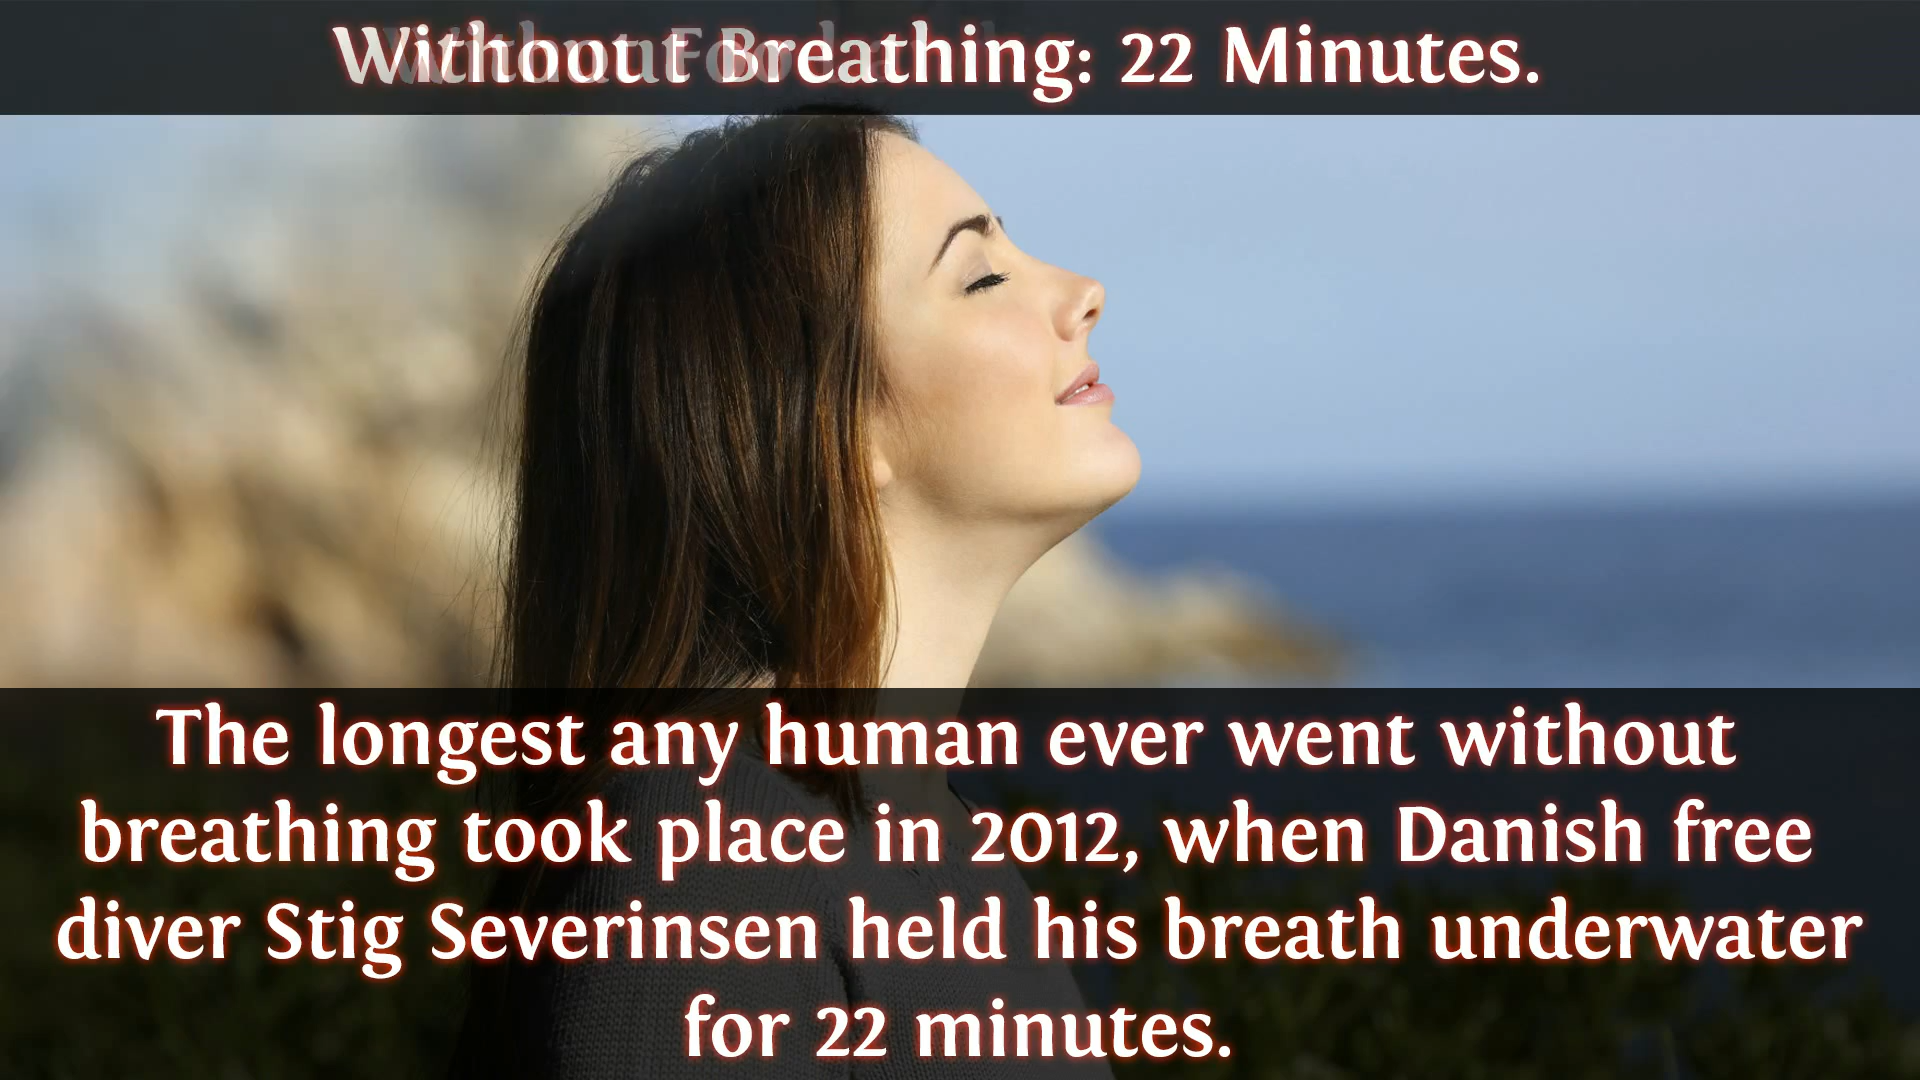 Without Breathing: 22 Minutes.
The longest any human ever went without
breathing took place in 2012, when Danish free
diver Stig Severinsen held his breath underwater
for 22 minutes.